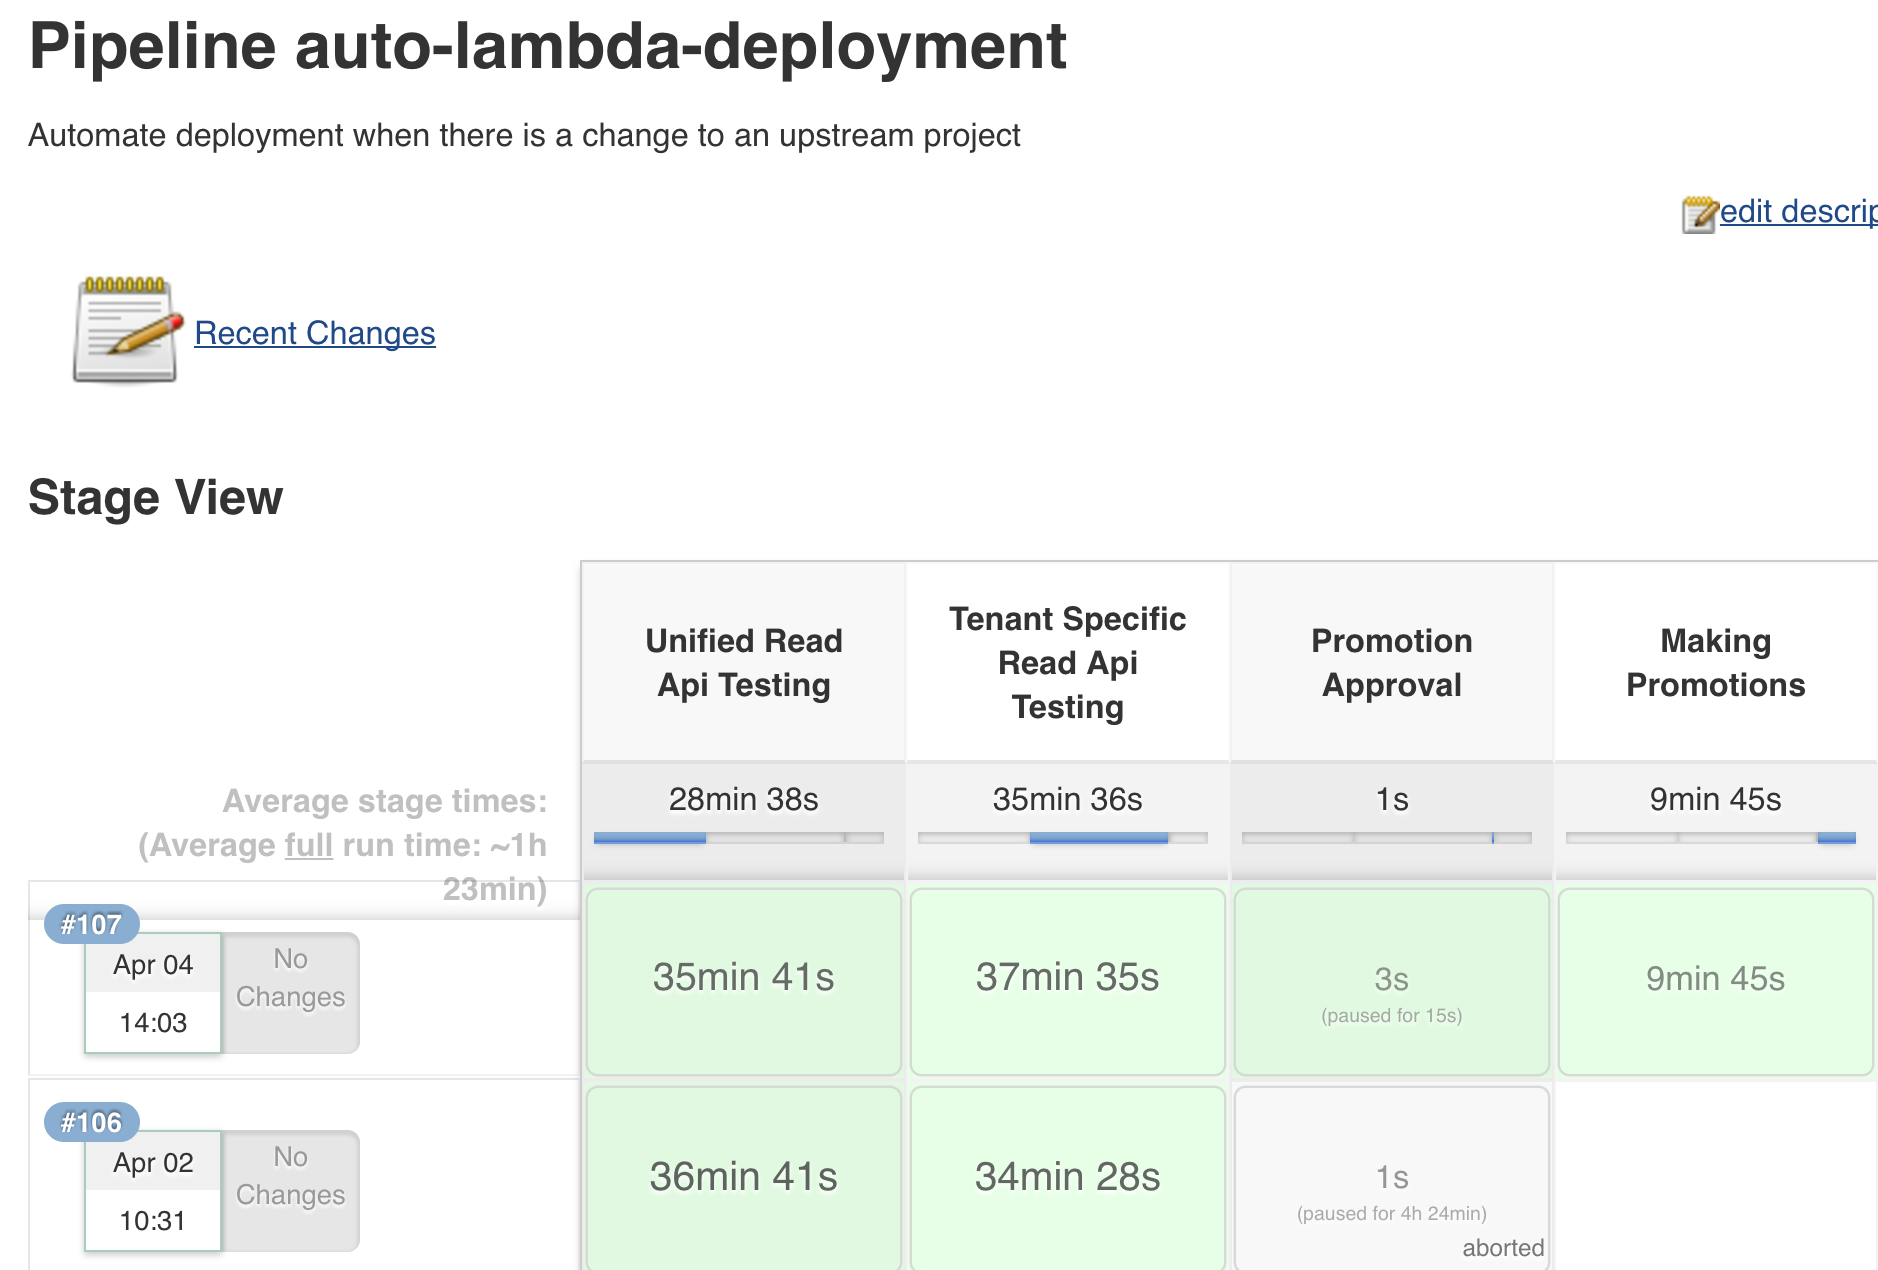 Pipeline auto-lambda-deployment
Automate deployment when there is a change to an upstream project
edit descrip
Recent Changes
Stage View
Unified Read
Api Testing
Tenant Specific
Read Api
Testing
Promotion
Approval
Making
Promotions
Average stage times:
(Average full run time: ~1h
23min)
28min 38s
35min 36s
1s
9min 45s
#107
Apr 04
14:03
No
Changes
35min 41s
37min 35s
3s
(paused for 15s)
9min 45s
#106
Apr 02
10:31
No
Changes
36min 41s
34min 28s
1s
(paused for 4h 24min)
aborted